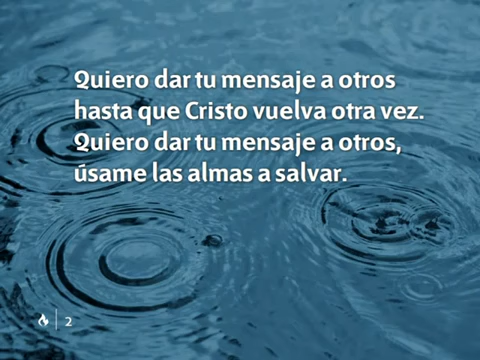 Quiero dar tu mensaje a otros
hasta que Cristo vuelva otra vez.
Quiero dar tu mensaje a otros,
úsame las almas a salvar.
2